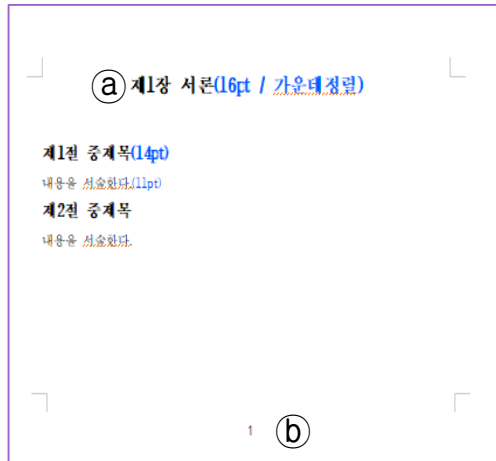 ⓐ 제1장 서론(16pt / 가운데정렬)
제1절 중제목(14pt)
내용을 서술한다.(11pt)
제2절 중제목
내용을 서술한다.
1 ⓑ